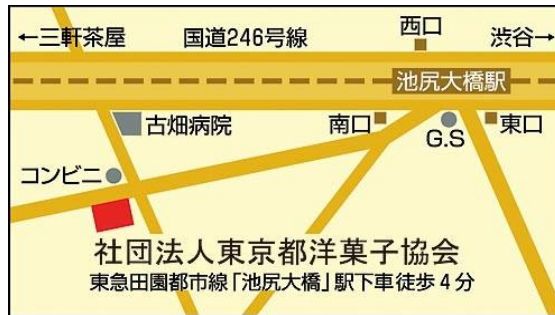 ←三軒茶屋 国道246号線 西口 渋谷→
池尻大橋駅
古畑病院 南口 G.S 東口
コンビニ
社団法人東京都洋菓子協会
東急田園都市線「池尻大橋」駅下車徒歩4分